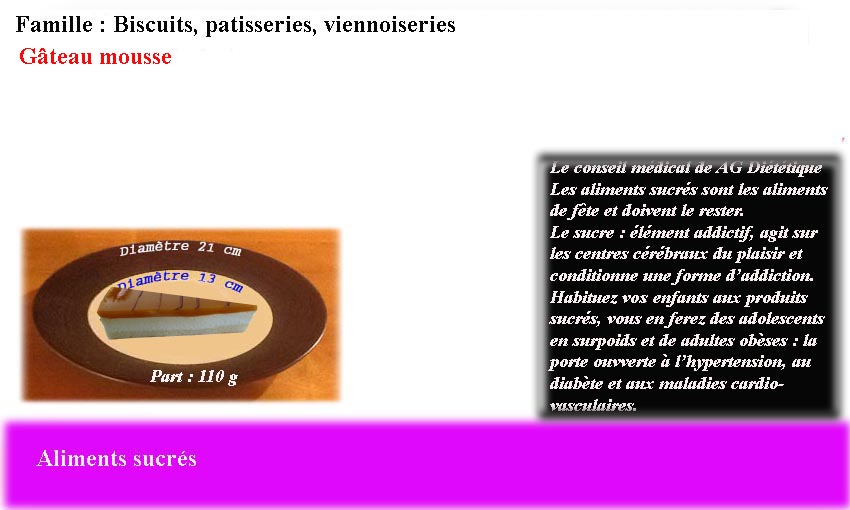 Famille : Biscuits, patisseries, viennoiseries
Gâteau mousse
Le conseil médical de AG Diététique
Les aliments sucrés sont les aliments
de fête et doivent le rester.
Le sucre : élément addictif, agit sur
les centres cérébraux du plaisir et
conditionne une forme d'addiction.
Habituez vos enfants aux produits
sucrés, vous en ferez des adolescents
en surpoids et de adultes obèses : la
porte ouvverte à l'hypertension, au
diabète et aux maladies cardio-
vasculaires.
Diamètre 21 cm
Diamètre 13 cm
Part : 110 g
Aliments sucrés